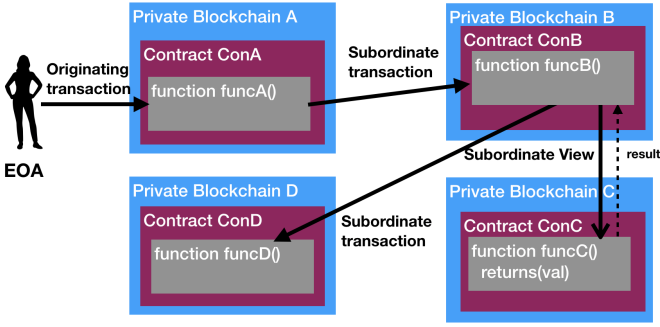 Private Blockchain A
Contract ConA
function funcA()
Originating
transaction
EOA
Subordinate
transaction
Private Blockchain B
Contract ConB
function funcB()
Subordinate View
result
Private Blockchain D
Contract ConD
function funcD()
Subordinate
transaction
Private Blockchain C
Contract ConC
function funcC()
returns(val)